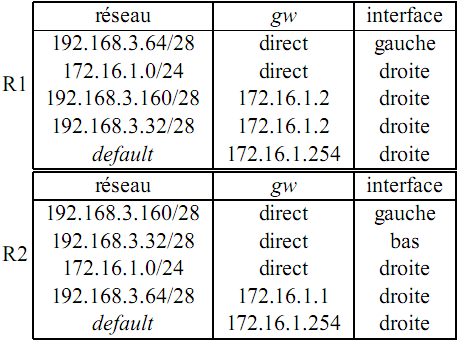 réseau gw interface
192.168.3.64/28 direct gauche
172.16.1.0/24 direct droite
R1 192.168.3.160/28 172.16.1.2 droite
192.168.3.32/28 172.16.1.2 droite
default 172.16.1.254 droite
réseau gw interface
192.168.3.160/28 direct gauche
192.168.3.32/28 direct bas
R2 172.16.1.0/24 direct droite
192.168.3.64/28 172.16.1.1 droite
default 172.16.1.254 droite